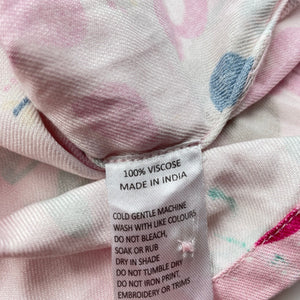 100% VISCOSE
MADE IN INDIA
COLD GENTLE MACHINE
WASH WITH LIKE COLOURS
DO NOT BLEACH,
SOAK OR RUB
DRY IN SHADE
DO NOT TUMBLE DRY
DO NOT IRON PRINT,
EMBROIDERY OR TRIMS